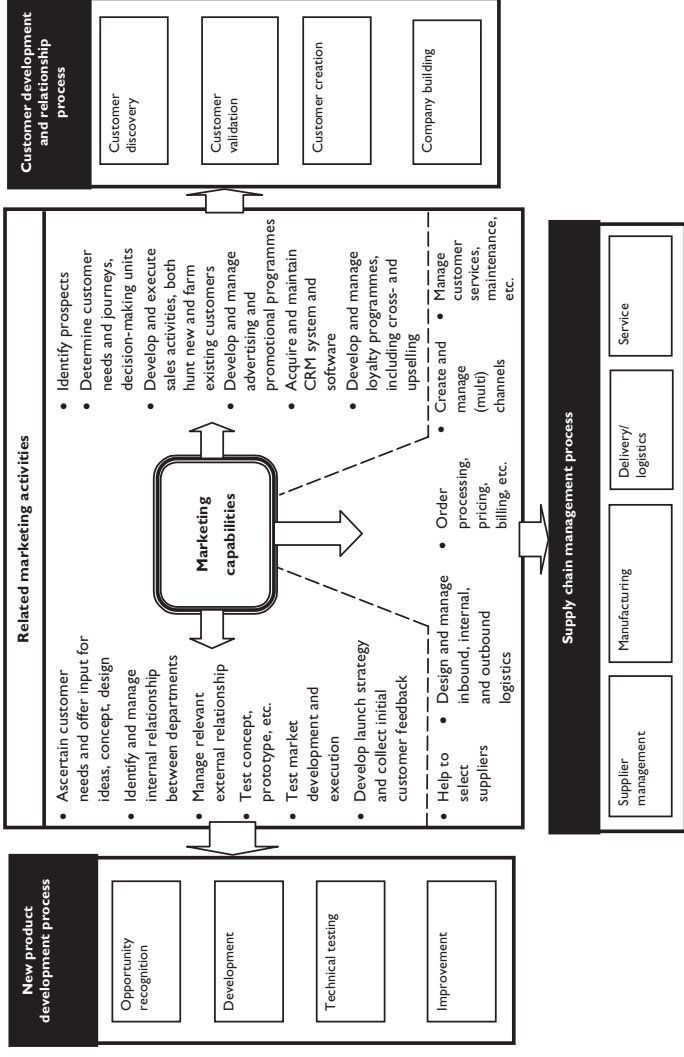 New product
development process
Opportunity
recognition
Development
Technical testing
Improvement
Related marketing activities
• Ascertain customer
needs and offer input for
ideas, concept, design
• Identify and manage
internal relationship
between departments
• Manage relevant
external relationship
• Test concept,
prototype, etc.
• Test market
development and
execution
• Develop launch strategy
and collect initial
customer feedback
Marketing
capabilities
• Identify prospects
• Determine customer
needs and journeys,
decision-making units
• Develop and execute
sales activities, both
hunt new and farm
existing customers
• Develop and manage
advertising and
promotional programmes
• Acquire and maintain
CRM system and
software
• Develop and manage
loyalty programmes,
including cross- and
upselling
• Help to
select
suppliers
• Design and manage
inbound, internal,
and outbound
logistics
• Order
processing,
pricing,
billing, etc.
• Create and
manage
(multi)
channels
• Manage
customer
services,
maintenance,
etc.
Customer development
and relationship
process
Customer
discovery
Customer
validation
Customer creation
Company building
Supply chain management process
Supplier
management
Manufacturing
Delivery/
logistics
Service